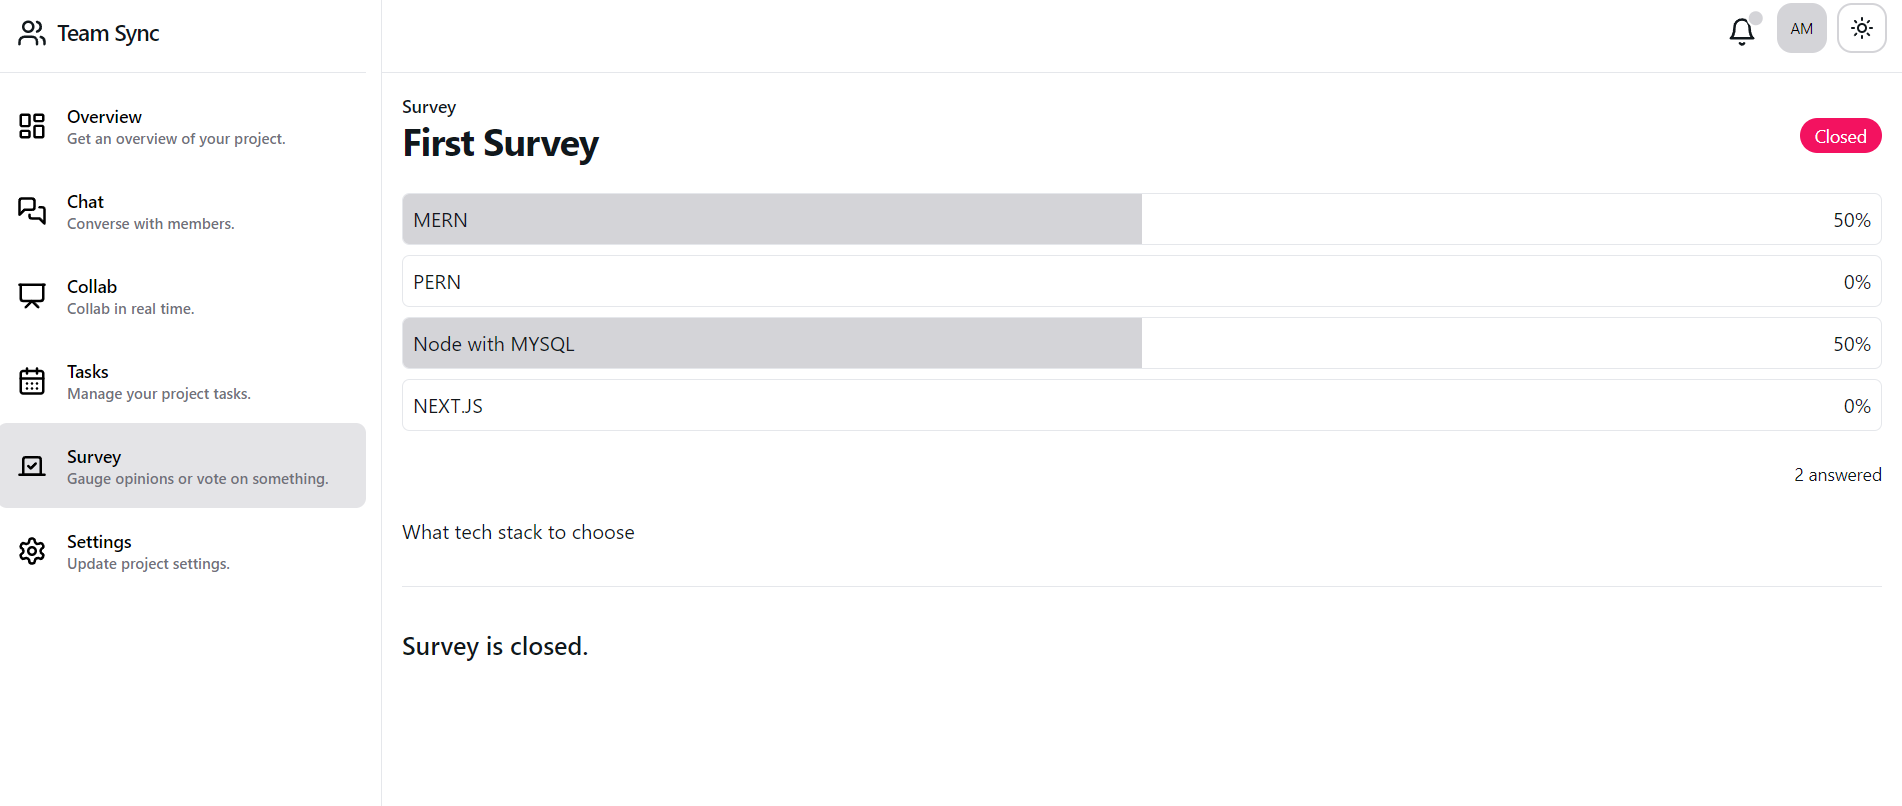 Team Sync
AM
Overview
Get an overview of your project.
Chat
Converse with members.
Collab
Collab in real time.
Tasks
Manage your project tasks.
Survey
Gauge opinions or vote on something.
Settings
Update project settings.
Survey
First Survey
Closed
MERN 50%
PERN 0%
Node with MYSQL 50%
NEXT.JS 0%
2 answered
What tech stack to choose
Survey is closed.